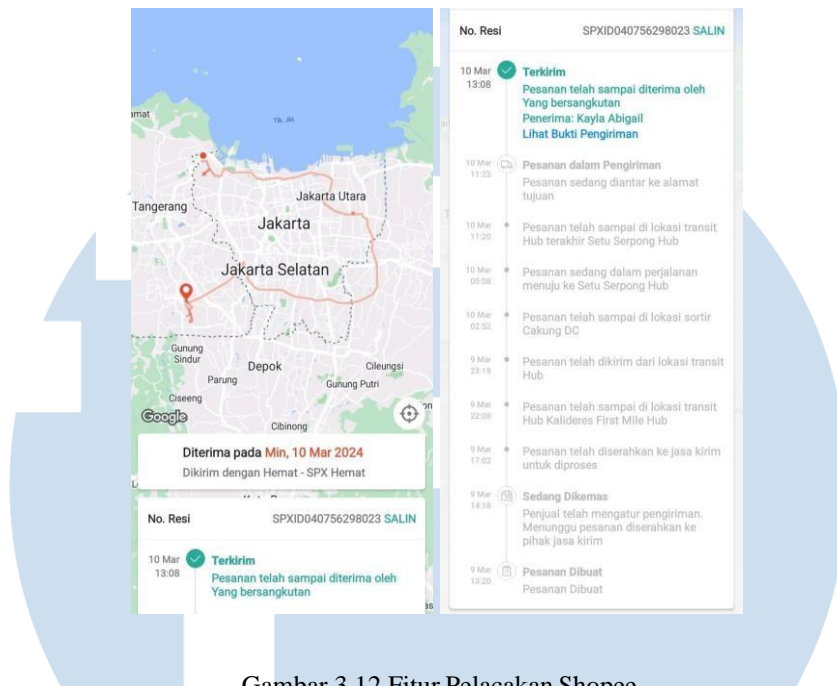 amat
Tlk. Jkt
Jakarta Utara
Tangerang
Jakarta
Jakarta Selatan
Gunung
Sindur
Depok
Cileungsi
Parung
Gunung Putri
Ciseeng
Google
Cibinong
Diterima pada Min, 10 Mar 2024
Dikirim dengan Hemat - SPX Hemat
No. Resi SPXID040756298023 SALIN
10 Mar Terkirim
13:08 Pesanan telah sampai diterima oleh
Yang bersangkutan
No. Resi SPXID040756298023 SALIN
10 Mar Terkirim
13:08 Pesanan telah sampai diterima oleh
Yang bersangkutan
Penerima: Kayla Abigail
Lihat Bukti Pengiriman
10 Mar Pesanan dalam Pengiriman
11:22 Pesanan sedang diantar ke alamat
tujuan
10 Mar Pesanan telah sampai di lokasi transit
11:20 Hub terakhir Setu Serpong Hub
10 Mar Pesanan sedang dalam perjalanan
05:08 menuju ke Setu Serpong Hub
10 Mar Pesanan telah sampai di lokasi sortir
02:52 Cakung DC
9 Mar Pesanan telah dikirim dari lokasi transit
23:19 Hub
9 Mar Pesanan telah sampai di lokasi transit
22:08 Hub Kalideres First Mile Hub
9 Mar Pesanan telah diserahkan ke jasa kirim
17:02 untuk diproses
9 Mar Sedang Dikemas
14:18 Penjual telah mengatur pengiriman.
Menunggu pesanan diserahkan ke
pihak jasa kirim
9 Mar Pesanan Dibuat
13:20 Pesanan Dibuat
Gambar 3.12 Fitur Pelacakan Shopee